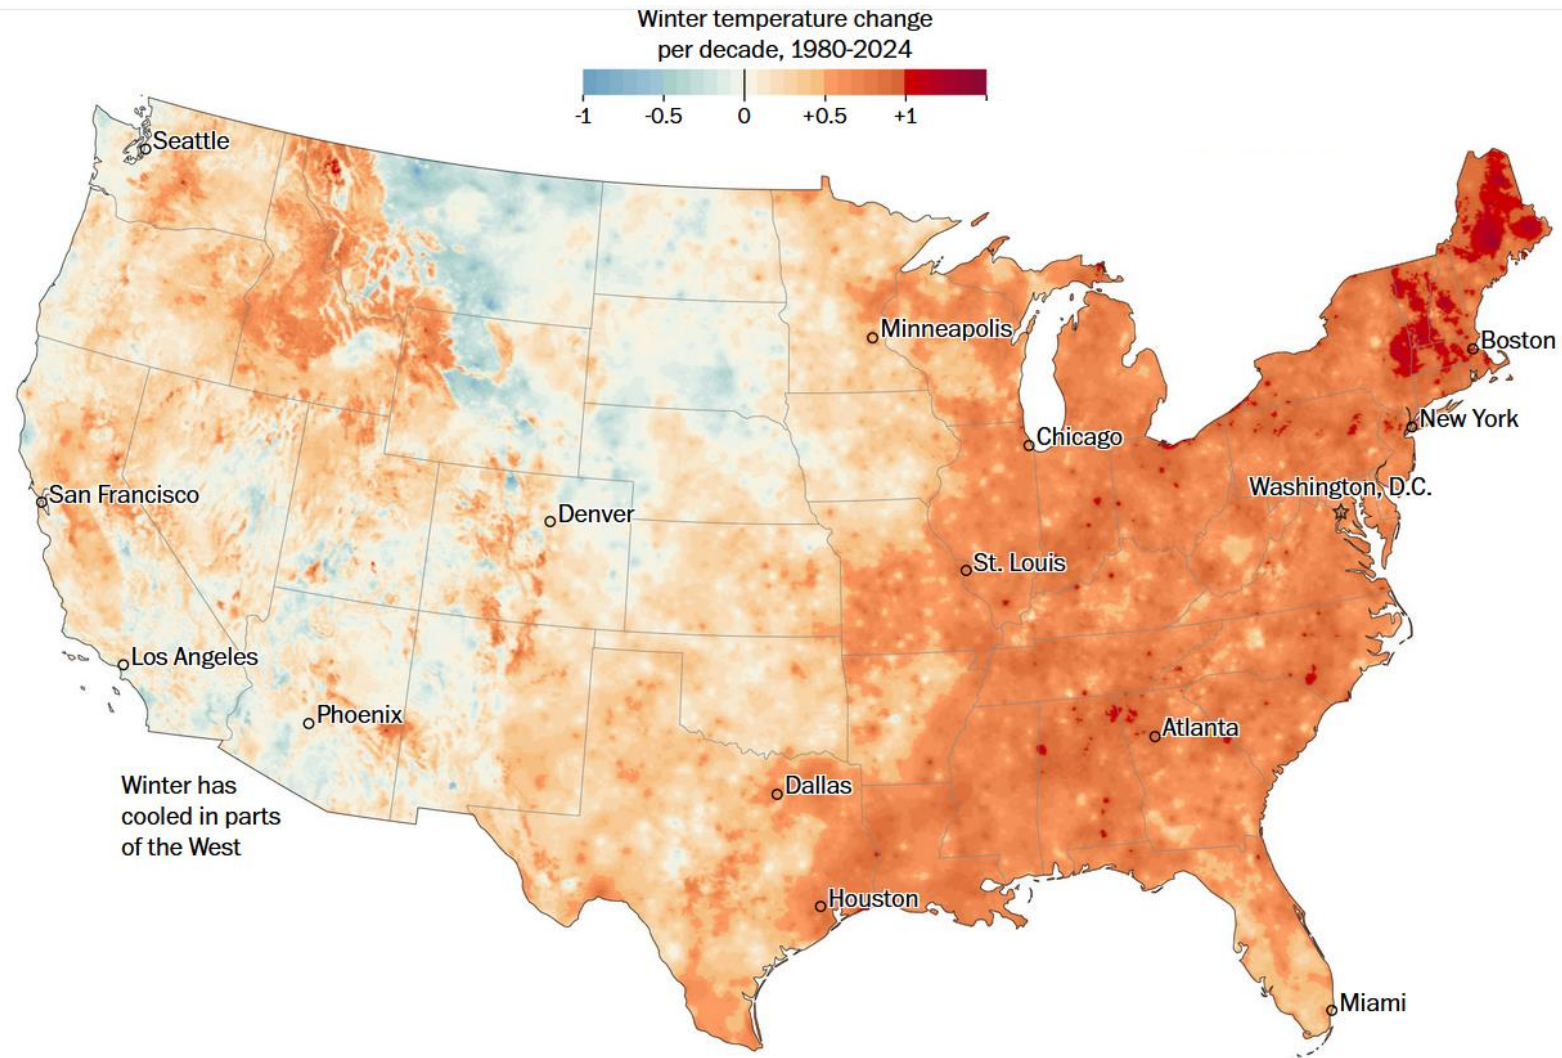 Winter temperature change
per decade, 1980-2024
-1 -0.5 0 +0.5 +1
Seattle
Minneapolis
Boston
New York
Chicago
Washington, D.C.
San Francisco
Denver
St. Louis
Los Angeles
Phoenix
Atlanta
Dallas
Winter has
cooled in parts
of the West
Houston
Miami